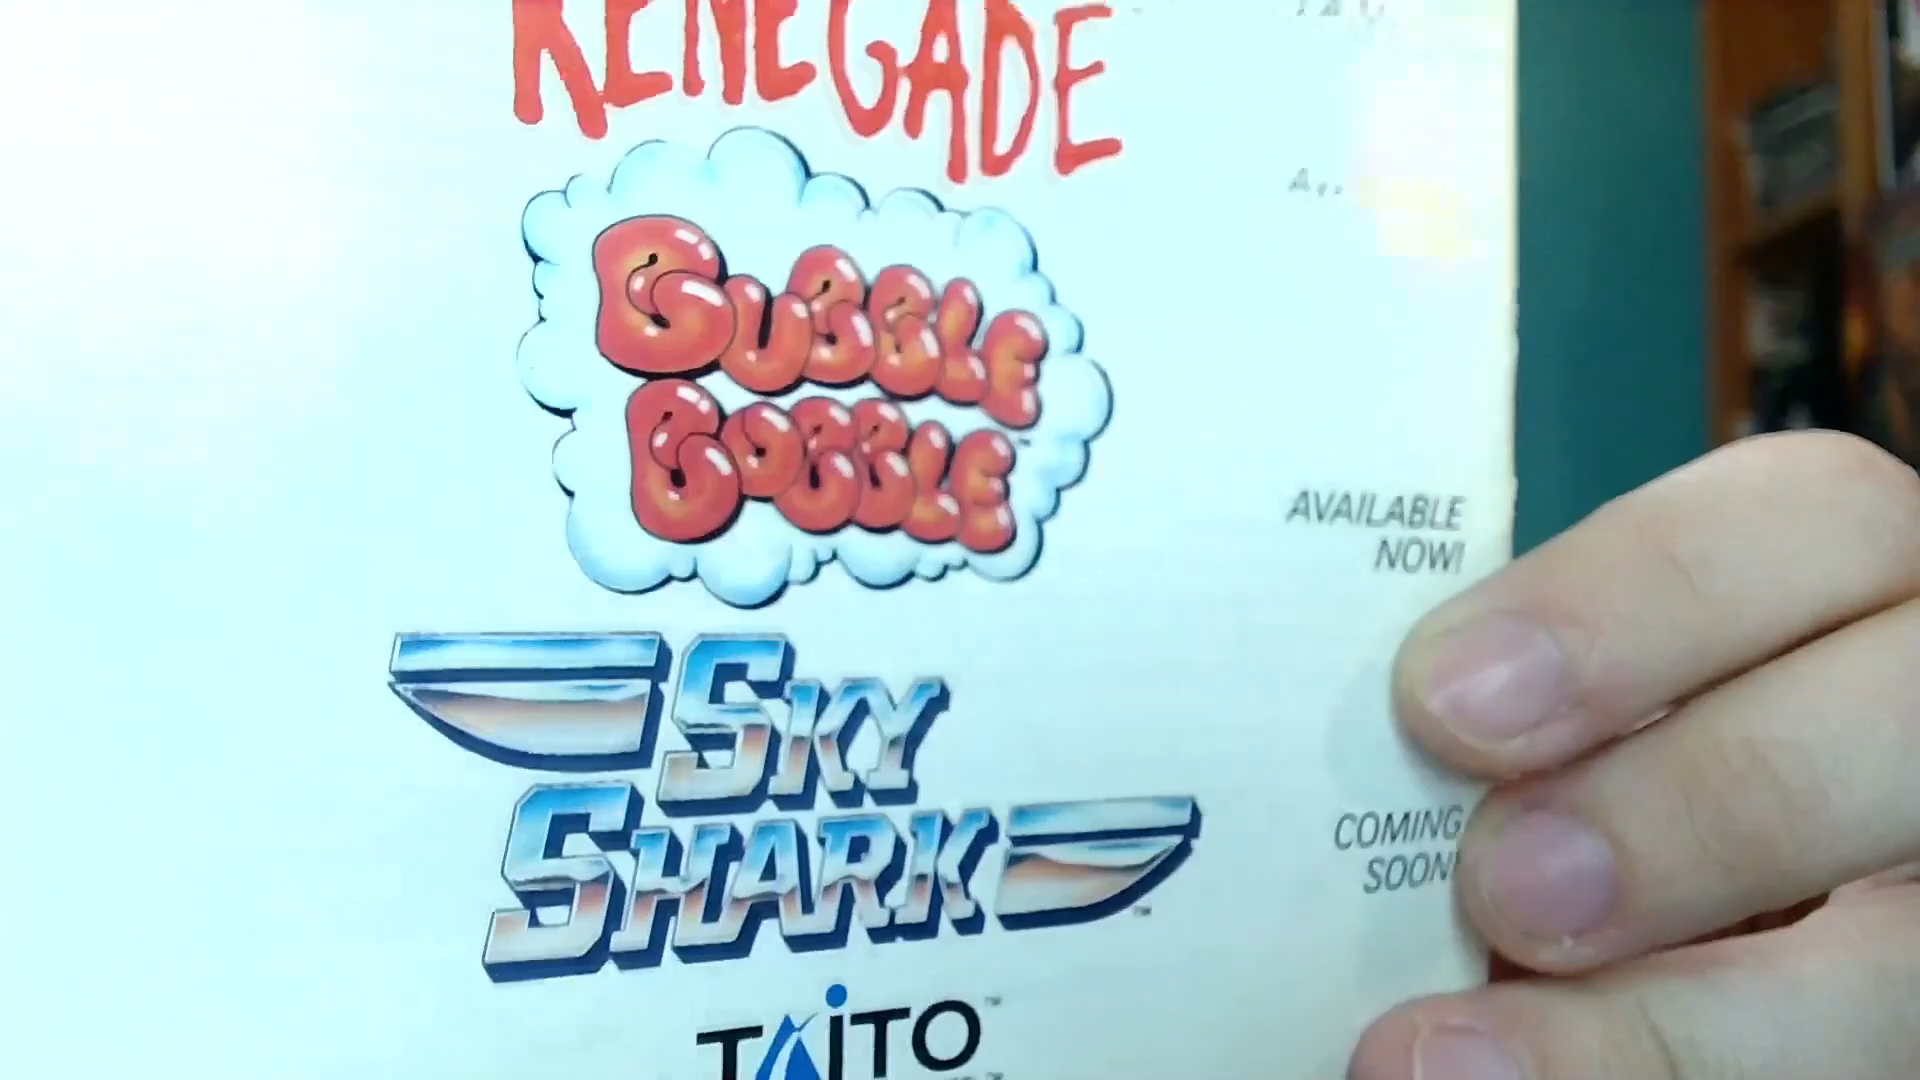 RENEGADE
BUBBLE
BOBBLE
AVAILABLE
NOW!
SKY
SHARK
COMING
SOON!
TAITO